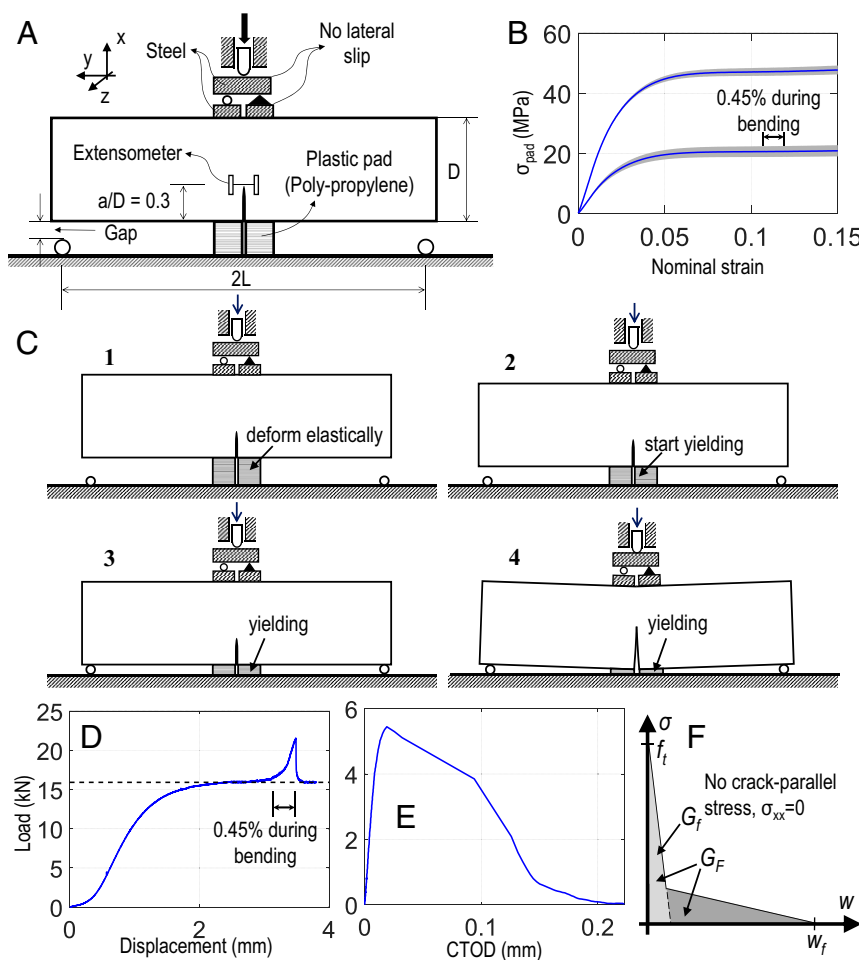 A
x
y
z
Steel
No lateral
slip
Extensometer
Plastic pad
(Poly-propylene)
a/D = 0.3
D
Gap
2L
B
60
40
20
0
σpad (MPa)
0.45% during
bending
0
0.05
0.1
0.15
Nominal strain
C
1
deform elastically
2
start yielding
3
yielding
4
yielding
D
25
20
15
10
5
0
Load (kN)
0.45% during
bending
0
2
4
Displacement (mm)
E
6
4
2
0
0
0.1
0.2
CTOD (mm)
F
σ
ft
No crack-parallel
stress, σxx=0
Gf
GF
w
wf